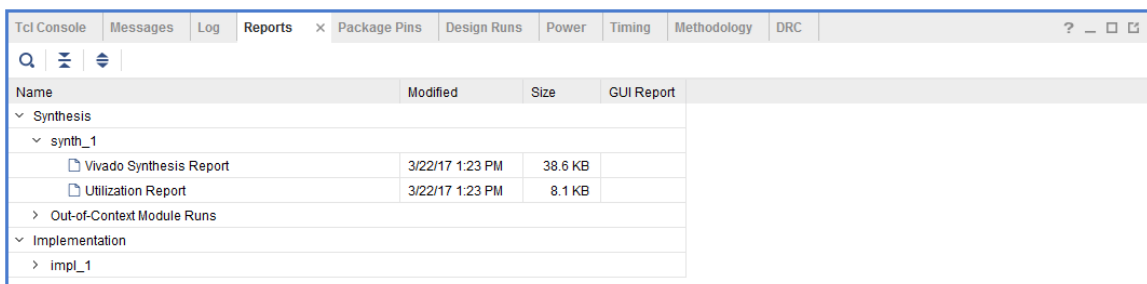 Tcl Console Messages Log Reports × Package Pins Design Runs Power Timing Methodology DRC ? _
Name Modified Size GUI Report
Synthesis
synth_1
Vivado Synthesis Report 3/22/17 1:23 PM 38.6 KB
Utilization Report 3/22/17 1:23 PM 8.1 KB
Out-of-Context Module Runs
Implementation
impl_1